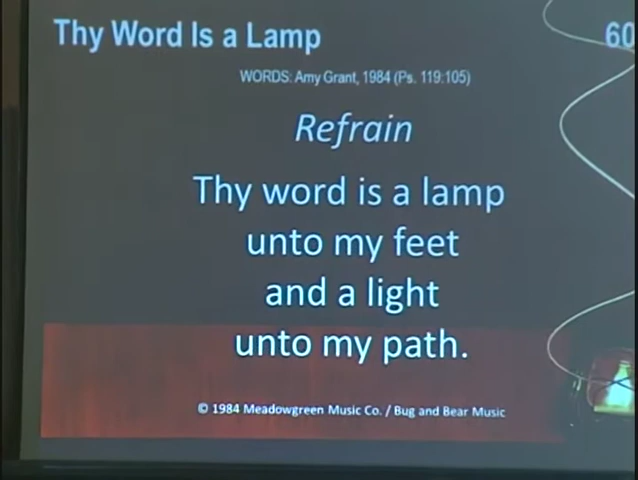 Thy Word Is a Lamp
60
WORDS: Amy Grant, 1984 (Ps. 119:105)
Refrain
Thy word is a lamp
unto my feet
and a light
unto my path.
© 1984 Meadowgreen Music Co. / Bug and Bear Music